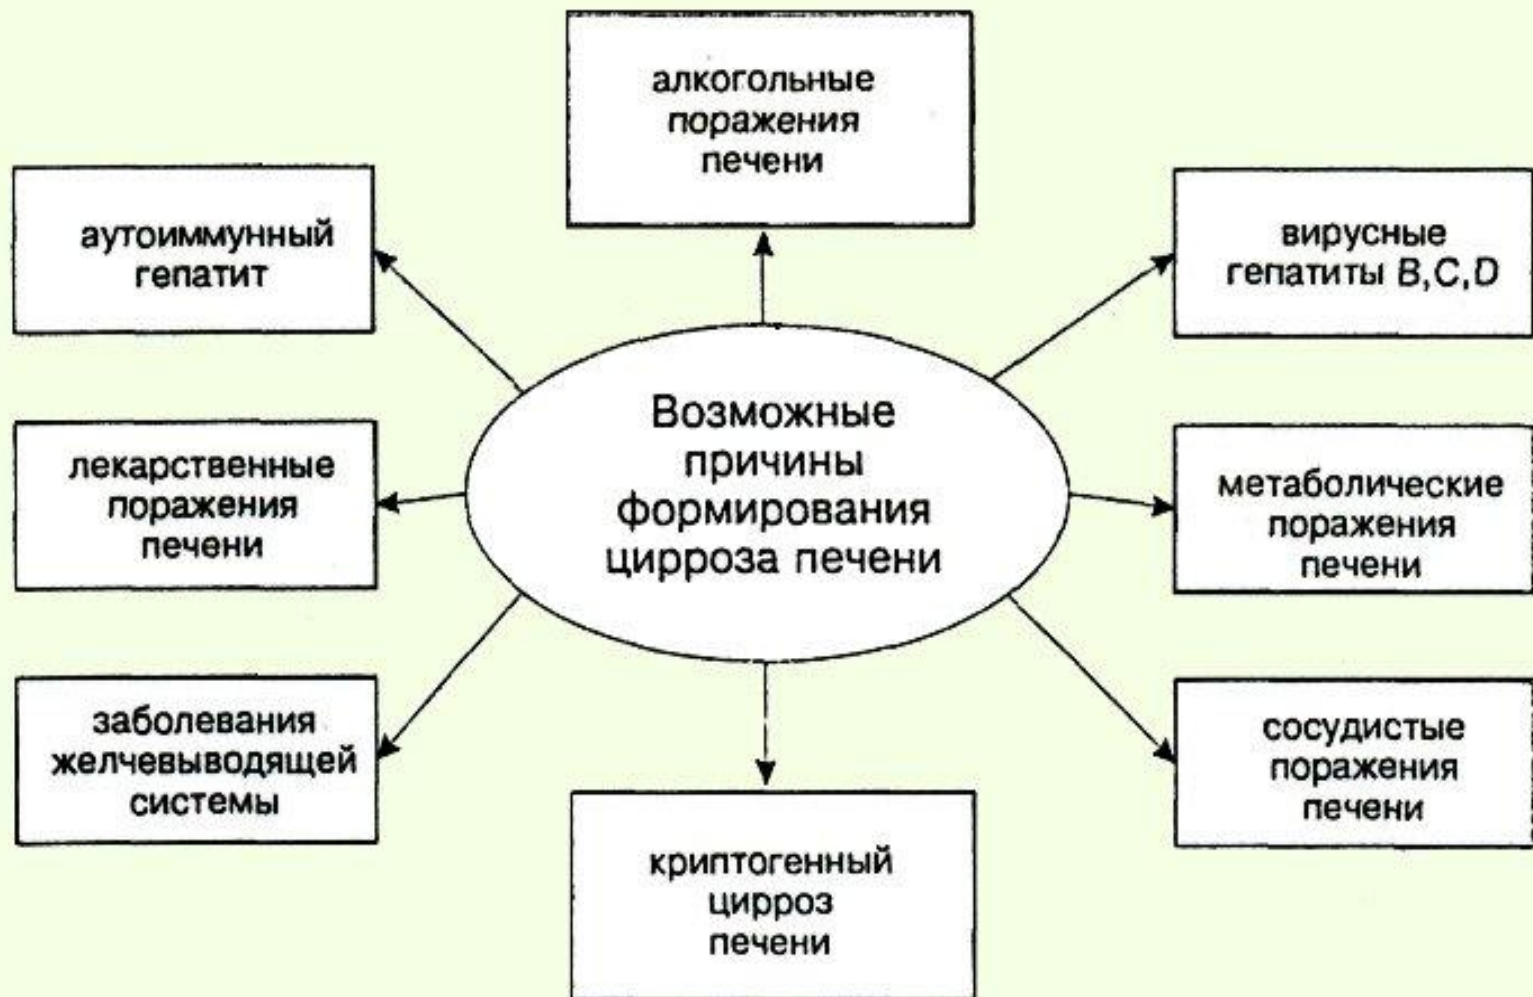 алкогольные
поражения
печени
аутоиммунный
гепатит
вирусные
гепатиты B,C,D
Возможные
причины
формирования
цирроза печени
лекарственные
поражения
печени
метаболические
поражения
печени
заболевания
желчевыводящей
системы
сосудистые
поражения
печени
криптогенный
цирроз
печени